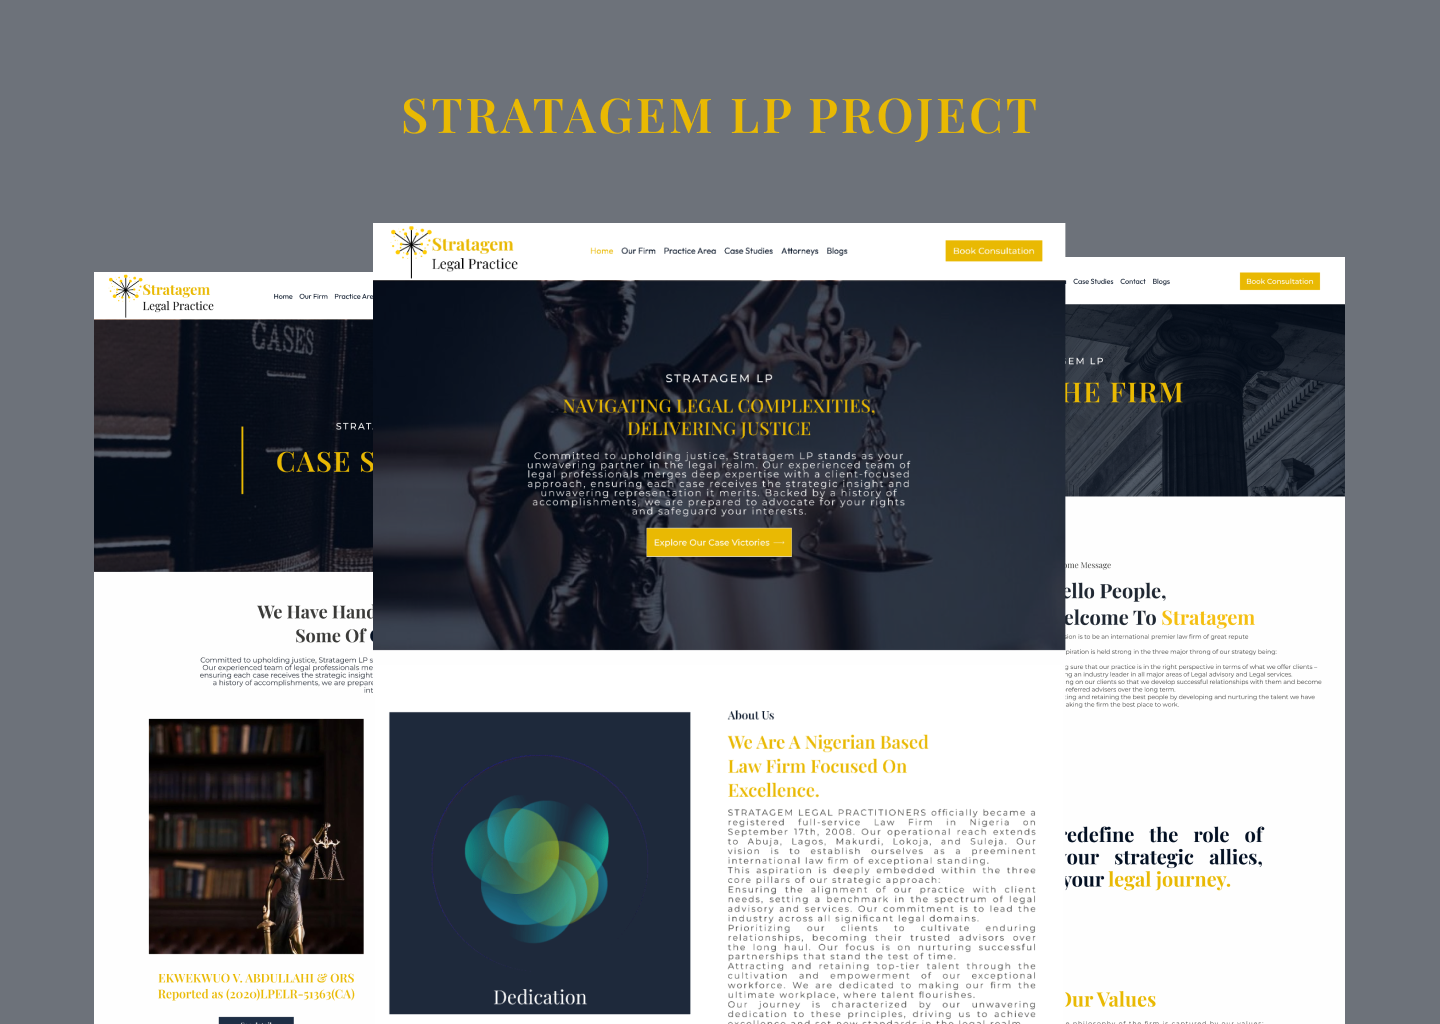 STRATAGEM LP PROJECT
Stratagem
Legal Practice
Home Our Firm Practice Area Case Studies Attorneys Blogs
Book Consultation
STRATAGEM LP
NAVIGATING LEGAL COMPLEXITIES,
DELIVERING JUSTICE
Committed to upholding justice, Stratagem LP stands as your
unwavering partner in the legal realm. Our experienced team of
legal professionals merges deep expertise with a client-focused
approach, ensuring each case receives the strategic insight and
unwavering representation it merits. Backed by a history of
accomplishments, we are prepared to advocate for your rights
and safeguard your interests.
Explore Our Case Victories →
Dedication
About Us
We Are A Nigerian Based
Law Firm Focused On
Excellence.
STRATAGEM LEGAL PRACTITIONERS officially became a
registered full-service Law Firm in Nigeria on
September 17th, 2008. Our operational reach extends
to Abuja, Lagos, Makurdi, Lokoja, and Suleja. Our
vision is to establish ourselves as a preeminent
international law firm of exceptional standing.
This aspiration is deeply embedded within the three
core pillars of our strategic approach:
Ensuring the alignment of our practice with client
needs, setting a benchmark in the spectrum of legal
advisory and services. Our commitment is to lead the
industry across all significant legal domains.
Prioritizing our clients to cultivate enduring
relationships, becoming their trusted advisors over
the long haul. Our focus is on nurturing successful
partnerships that stand the test of time.
Attracting and retaining top-tier talent through the
cultivation and empowerment of our exceptional
workforce. We are dedicated to making our firm the
ultimate workplace, where talent flourishes.
Our journey is characterized by our unwavering
dedication to these principles, driving us to achieve
excellence and set new standards in the legal realm.
Stratagem
Legal Practice
Home Our Firm Practice Are
CASES
STRAT
CASE S
We Have Hand
Some Of
Committed to upholding justice, Stratagem LP s
Our experienced team of legal professionals me
ensuring each case receives the strategic insight
a history of accomplishments, we are prepare
int
EKWEKWUO V. ABDULLAHI & ORS
Reported as (2020)LPELR-51363(CA)
Case Studies Contact Blogs
Book Consultation
EM LP
HE FIRM
ome Message
ello People,
elcome To Stratagem
sion is to be an international premier law firm of great repute
piration is held strong in the three major throng of our strategy being:
g sure that our practice is in the right perspective in terms of what we offer clients –
ng an industry leader in all major areas of Legal advisory and Legal services.
ng on our clients so that we develop successful relationships with them and become
referred advisers over the long term.
ting and retaining the best people by developing and nurturing the talent we have
aking the firm the best place to work.
redefine the role of
your strategic allies,
your legal journey.
Our Values
e philosophy of the firm is captured by our values: